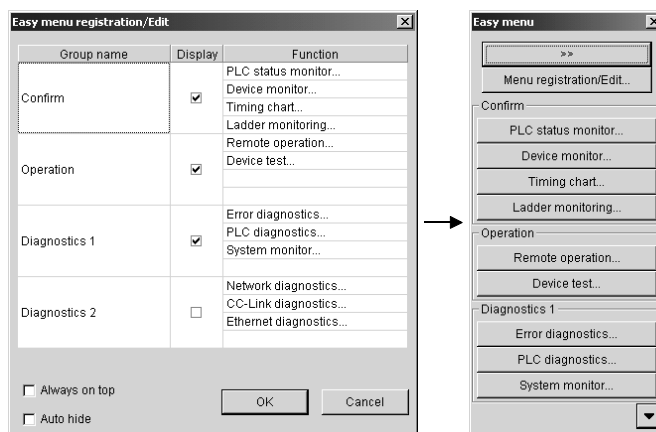 Easy menu registration/Edit
Group name Display Function
Confirm
PLC status monitor...
Device monitor...
Timing chart...
Ladder monitoring...
Operation
Remote operation...
Device test...
Diagnostics 1
Error diagnostics...
PLC diagnostics...
System monitor...
Diagnostics 2
Network diagnostics...
CC-Link diagnostics...
Ethernet diagnostics...
Always on top
Auto hide
OK
Cancel
Easy menu
>>
Menu registration/Edit...
Confirm
PLC status monitor...
Device monitor...
Timing chart...
Ladder monitoring...
Operation
Remote operation...
Device test...
Diagnostics 1
Error diagnostics...
PLC diagnostics...
System monitor...